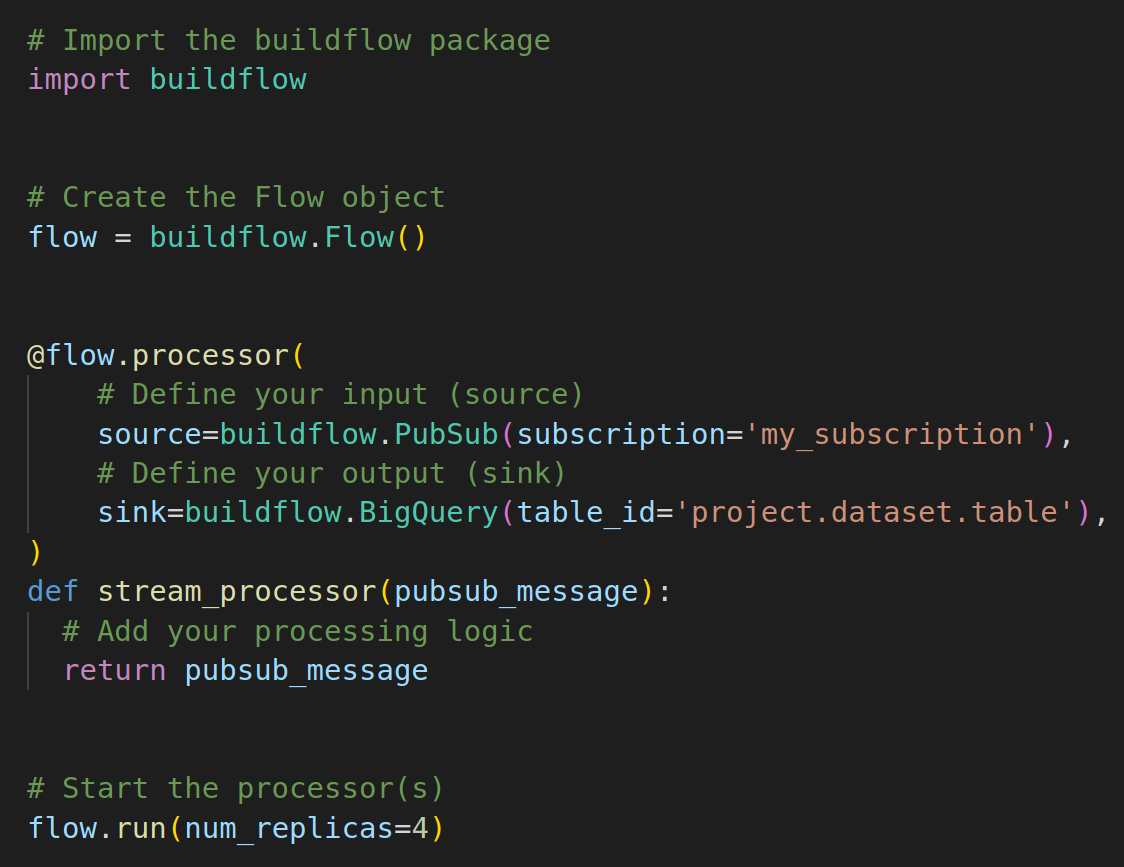 # Import the buildflow package
import buildflow
# Create the Flow object
flow = buildflow.Flow()
@flow.processor(
    # Define your input (source)
    source=buildflow.PubSub(subscription='my_subscription'),
    # Define your output (sink)
    sink=buildflow.BigQuery(table_id='project.dataset.table'),
)
def stream_processor(pubsub_message):
  # Add your processing logic
  return pubsub_message
# Start the processor(s)
flow.run(num_replicas=4)